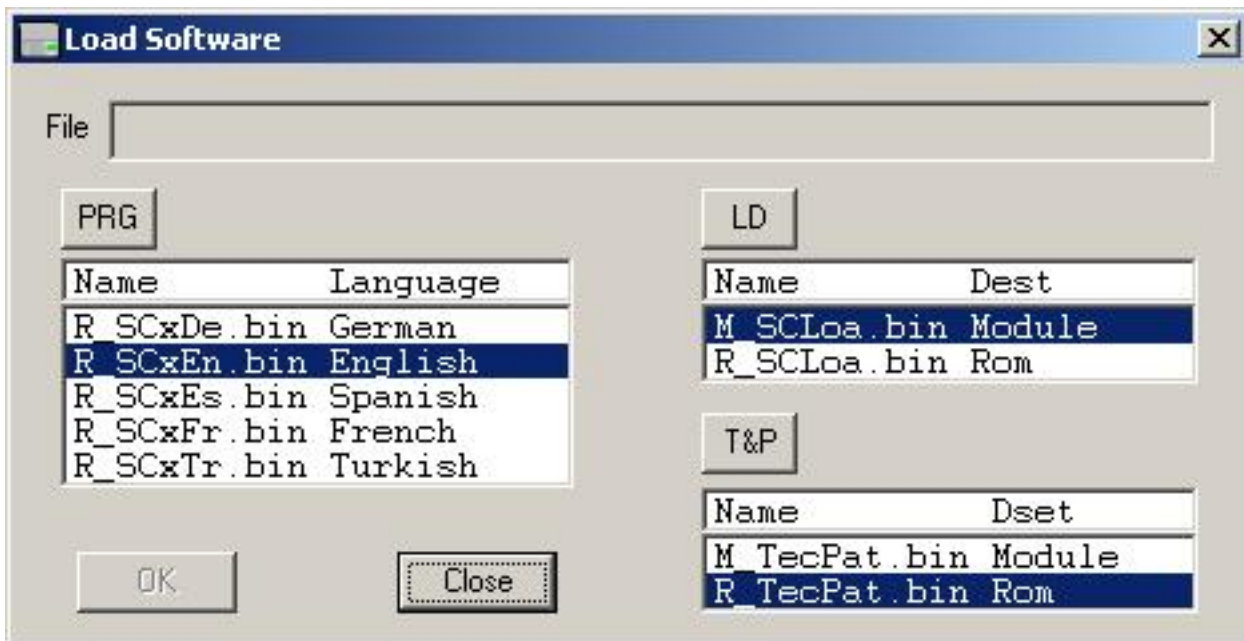 Load Software
File
PRG
Name Language
R_SCxDe.bin German
R_SCxEn.bin English
R_SCxEs.bin Spanish
R_SCxFr.bin French
R_SCxTr.bin Turkish
LD
Name Dest
M_SCLoa.bin Module
R_SCLoa.bin Rom
T&P
Name Dset
M_TecPat.bin Module
R_TecPat.bin Rom
OK
Close